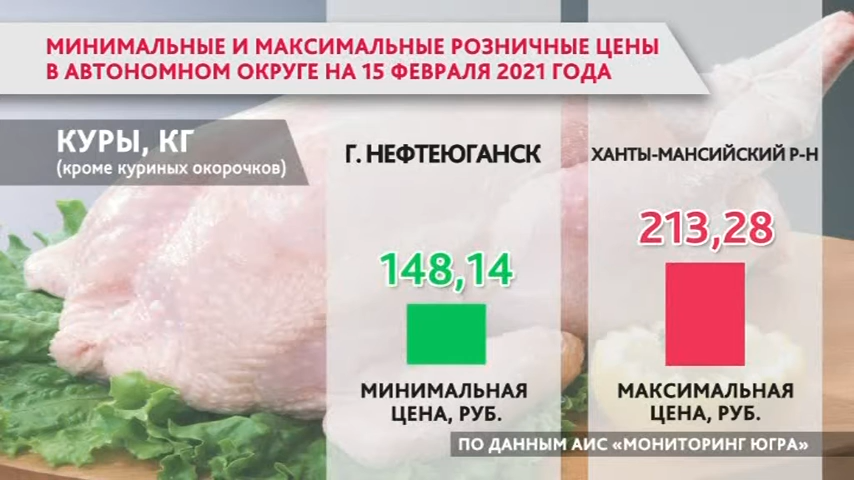 МИНИМАЛЬНЫЕ И МАКСИМАЛЬНЫЕ РОЗНИЧНЫЕ ЦЕНЫ
В АВТОНОМНОМ ОКРУГЕ НА 15 ФЕВРАЛЯ 2021 ГОДА
КУРЫ, КГ
(кроме куриных окорочков)
Г. НЕФТЕЮГАНСК
148,14
МИНИМАЛЬНАЯ
ЦЕНА, РУБ.
ХАНТЫ-МАНСИЙСКИЙ Р-Н
213,28
МАКСИМАЛЬНАЯ
ЦЕНА, РУБ.
ПО ДАННЫМ АИС «МОНИТОРИНГ ЮГРА»